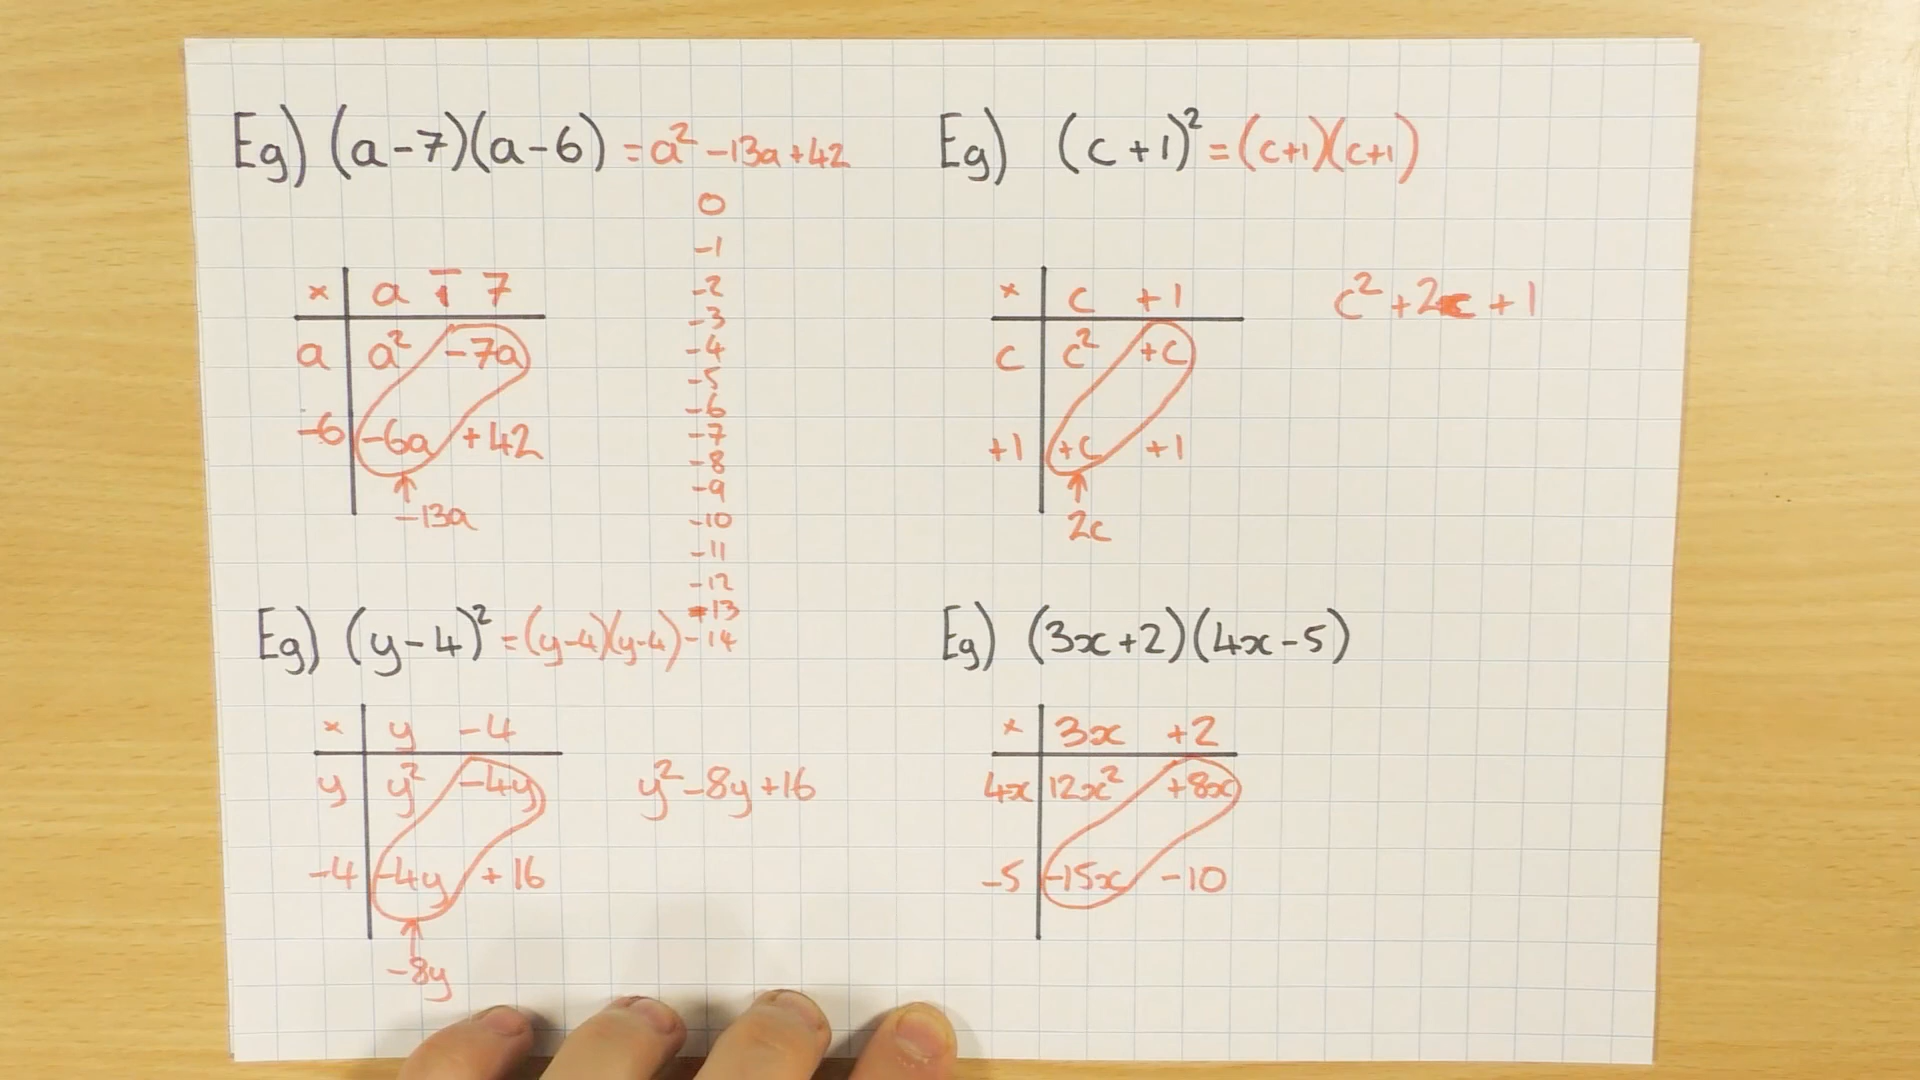 Eg) (a-7)(a-6) = a² -13a+42
0
-1
-2
-3
-4
-5
-6
-7
-8
-9
-10
-11
-12
-13
-14
× a - 7
a a² -7a
-6 -6a +42
-13a
Eg) (c+1)² = (c+1)(c+1)
× c +1
c c² +c
+1 +c +1
2c
c² +2c +1
Eg) (y-4)² = (y-4)(y-4)
× y -4
y y² -4y
-4 -4y +16
-8y
y² -8y +16
Eg) (3x+2)(4x-5)
× 3x +2
4x 12x² +8x
-5 -15x -10